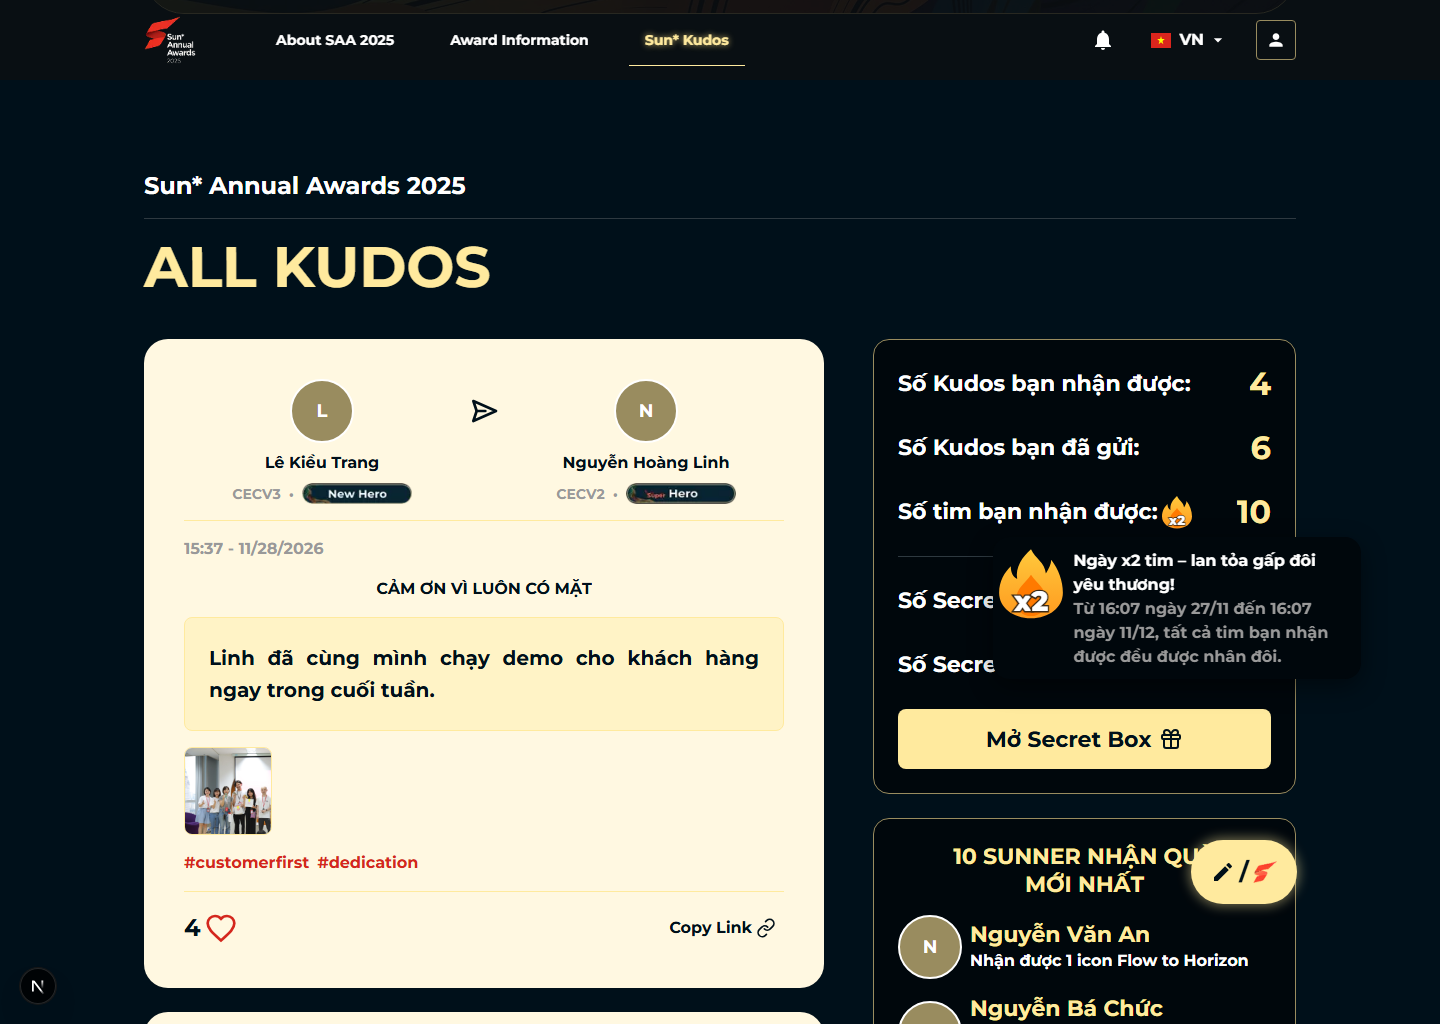 Sun*
Annual
Awards
2025
About SAA 2025
Award Information
Sun* Kudos
VN
Sun* Annual Awards 2025
ALL KUDOS
L
N
Lê Kiều Trang
Nguyễn Hoàng Linh
CECV3 • New Hero
CECV2 • Super Hero
15:37 - 11/28/2026
CẢM ƠN VÌ LUÔN CÓ MẶT
Linh đã cùng mình chạy demo cho khách hàng
ngay trong cuối tuần.
#customerfirst #dedication
4
Copy Link
Số Kudos bạn nhận được: 4
Số Kudos bạn đã gửi: 6
Số tim bạn nhận được: x2 10
x2
Ngày x2 tim – lan tỏa gấp đôi
yêu thương!
Từ 16:07 ngày 27/11 đến 16:07
ngày 11/12, tất cả tim bạn nhận
được đều được nhân đôi.
Số Secre
Số Secre
Mở Secret Box
10 SUNNER NHẬN QU
MỚI NHẤT
/
N
Nguyễn Văn An
Nhận được 1 icon Flow to Horizon
Nguyễn Bá Chức
N